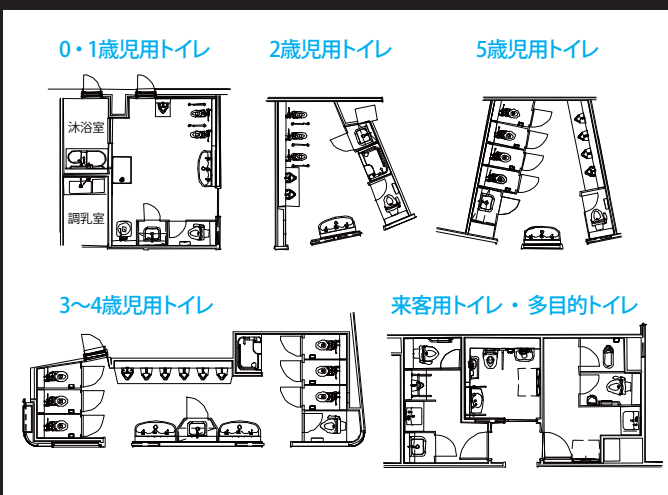 0・1歳児用トイレ
2歳児用トイレ
5歳児用トイレ
沐浴室
調乳室
3〜4歳児用トイレ
来客用トイレ・多目的トイレ